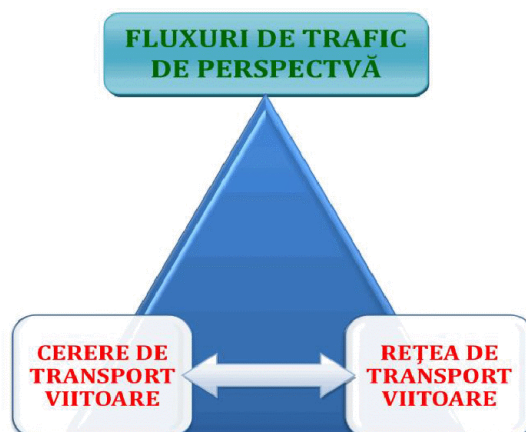 FLUXURI DE TRAFIC
DE PERSPECTVĂ
CERERE DE
TRANSPORT
VIITOARE
REŢEA DE
TRANSPORT
VIITOARE